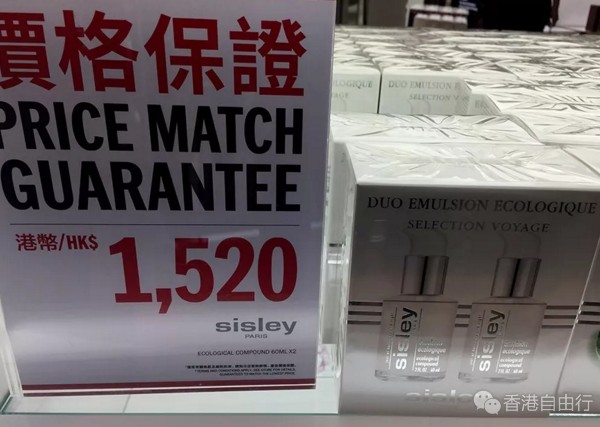 價格保證
PRICE MATCH
GUARANTEE
港幣/HK$ 1,520
sisley
PARIS
ECOLOGICAL COMPOUND 60ML X2
DUO EMULSION ECOLOGIQUE
SELECTION VOYAGE
DUO EMULSION ECOLOGIQUE
SELECTION VOYAGE
sisley
sisley
sisley
香港自由行